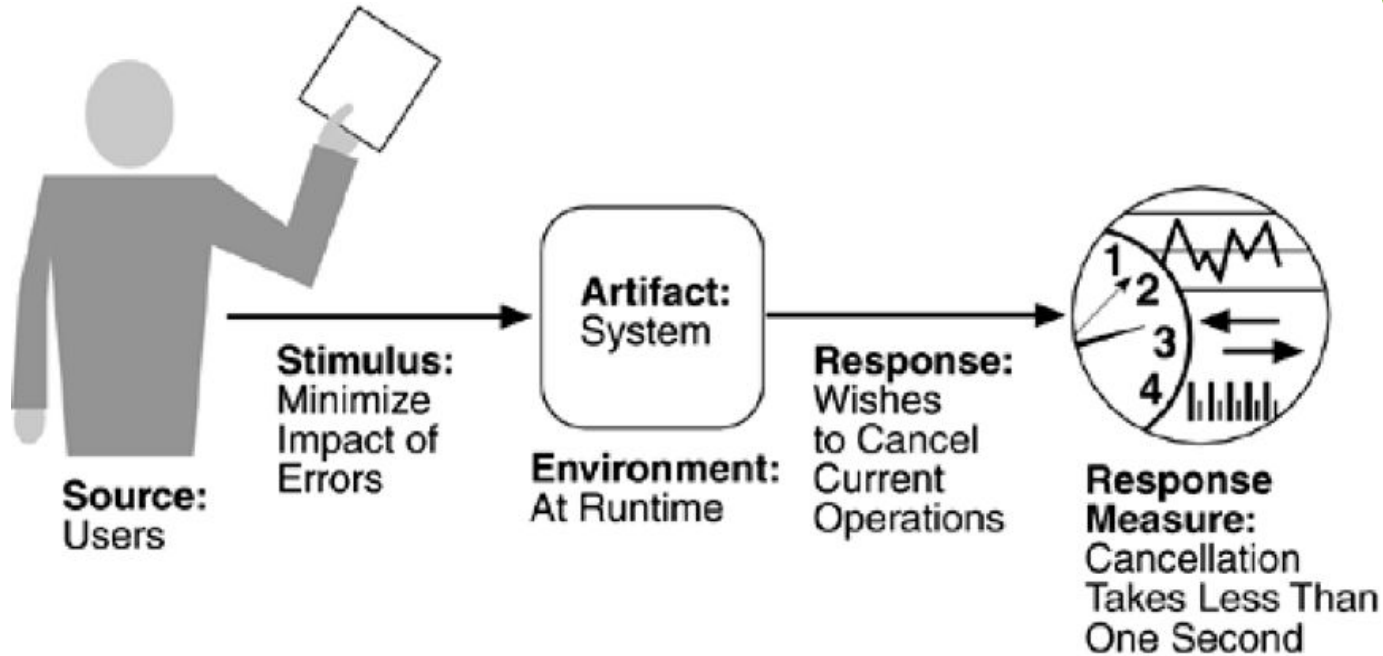 Source:
Users
Stimulus:
Minimize
Impact of
Errors
Artifact:
System
Environment:
At Runtime
Response:
Wishes
to Cancel
Current
Operations
1
2
3
4
Response
Measure:
Cancellation
Takes Less Than
One Second